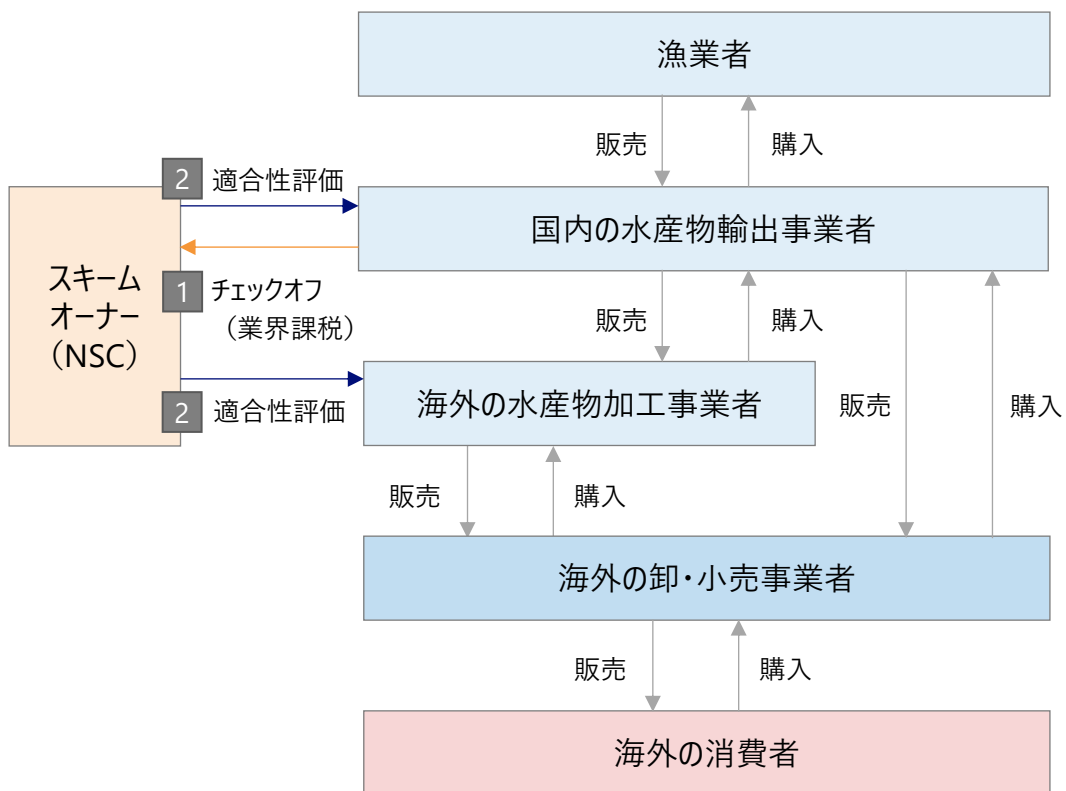 漁業者
販売
購入
2
適合性評価
国内の水産物輸出事業者
スキーム
オーナー
（NSC）
1
チェックオフ
（業界課税）
販売
購入
海外の水産物加工事業者
2
適合性評価
販売
購入
販売
購入
海外の卸・小売事業者
販売
購入
海外の消費者